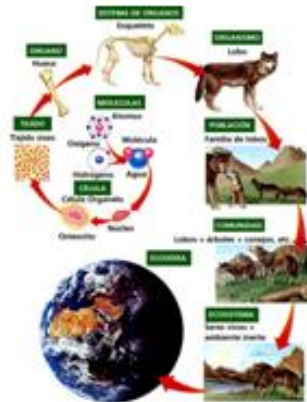 SISTEMA DE ÓRGANOS
Esqueleto
ORGANISMO
Lobo
ÓRGANO
Hueso
MOLÉCULAS
Átomos
Oxígeno
Molécula
Hidrógeno
Agua
TEJIDO
Tejido óseo
CÉLULA
Célula Organelo
Núcleo
Osteocito
POBLACIÓN
Familia de lobos
COMUNIDAD
Lobos + árboles + conejos, etc.
ECOSISTEMA
Seres vivos +
ambiente inerte
ECOSFERA